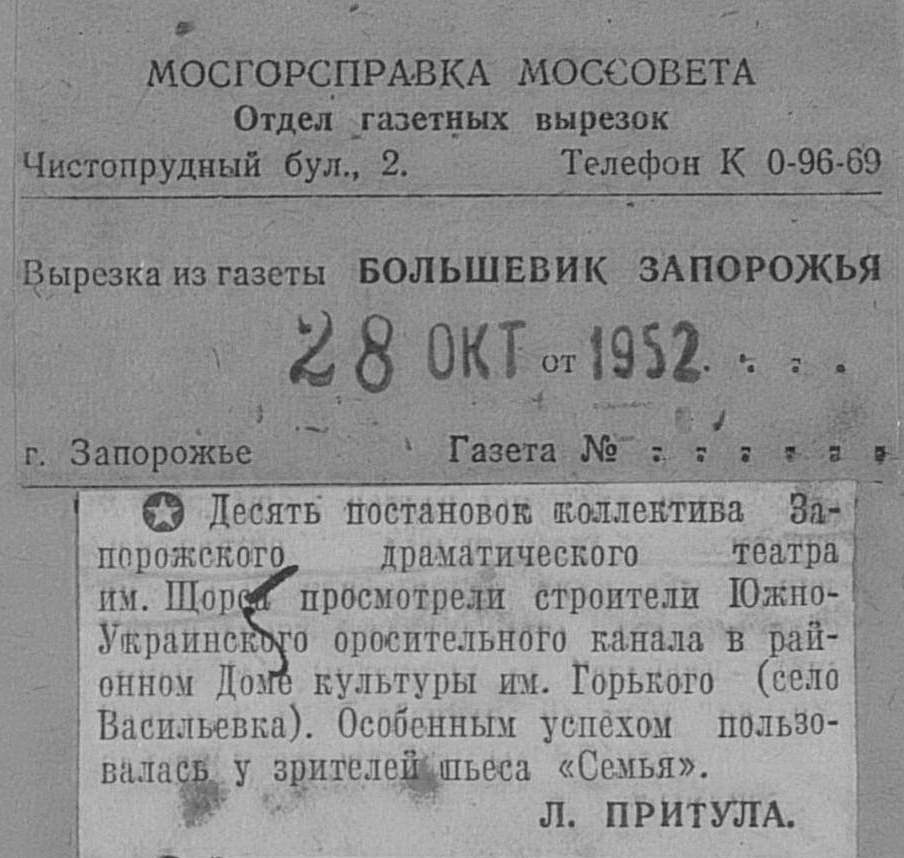 МОСГОРСПРАВКА МОССОВЕТА
Отдел газетных вырезок
Чистопрудный бул., 2. Телефон К 0-96-69
Вырезка из газеты БОЛЬШЕВИК ЗАПОРОЖЬЯ
28 ОКТ от 1952 . . . .
г. Запорожье Газета № . . . . . .
Десять постановок коллектива За-
порожского драматического театра
им. Щорса просмотрели строители Южно-
Украинского оросительного канала в рай-
онном Доме культуры им. Горького (село
Васильевка). Особенным успехом пользо-
валась у зрителей пьеса «Семья».
Л. ПРИТУЛА.